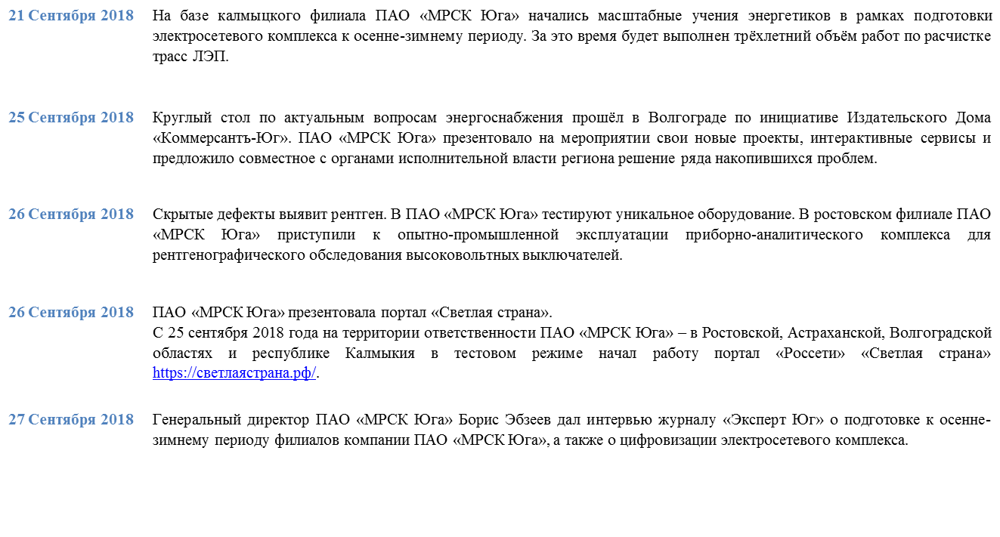 21 Сентября 2018 На базе калмыцкого филиала ПАО «МРСК Юга» начались масштабные учения энергетиков в рамках подготовки
электросетевого комплекса к осенне-зимнему периоду. За это время будет выполнен трёхлетний объём работ по расчистке
трасс ЛЭП.
25 Сентября 2018 Круглый стол по актуальным вопросам энергоснабжения прошёл в Волгограде по инициативе Издательского Дома
«Коммерсантъ-Юг». ПАО «МРСК Юга» презентовало на мероприятии свои новые проекты, интерактивные сервисы и
предложило совместное с органами исполнительной власти региона решение ряда накопившихся проблем.
26 Сентября 2018 Скрытые дефекты выявит рентген. В ПАО «МРСК Юга» тестируют уникальное оборудование. В ростовском филиале ПАО
«МРСК Юга» приступили к опытно-промышленной эксплуатации приборно-аналитического комплекса для
рентгенографического обследования высоковольтных выключателей.
26 Сентября 2018 ПАО «МРСК Юга» презентовала портал «Светлая страна».
С 25 сентября 2018 года на территории ответственности ПАО «МРСК Юга» – в Ростовской, Астраханской, Волгоградской
областях и республике Калмыкия в тестовом режиме начал работу портал «Россети» «Светлая страна»
https://светлаястрана.рф/.
27 Сентября 2018 Генеральный директор ПАО «МРСК Юга» Борис Эбзеев дал интервью журналу «Эксперт Юг» о подготовке к осенне-
зимнему периоду филиалов компании ПАО «МРСК Юга», а также о цифровизации электросетевого комплекса.